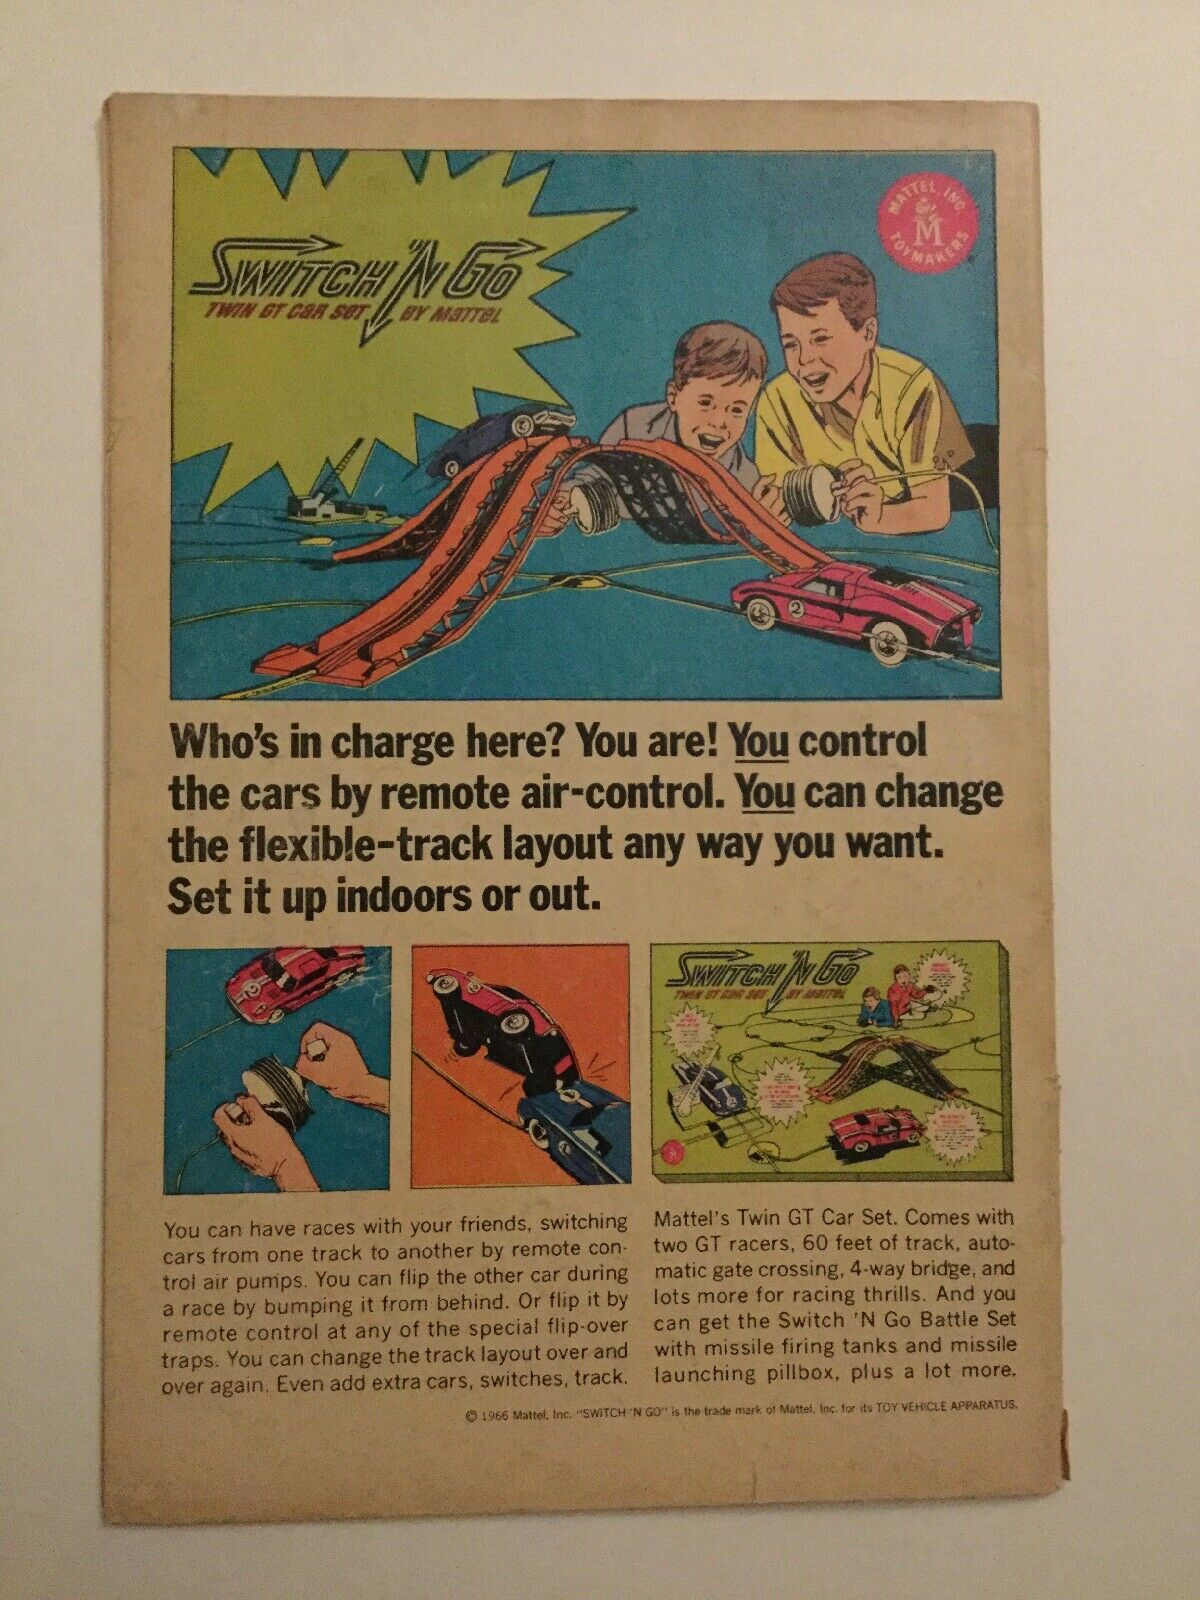 SWITCH 'N GO
TWIN GT CAR SET BY MATTEL
MATTEL INC.
M
TOYMAKERS
2
Who's in charge here? You are! You control
the cars by remote air-control. You can change
the flexible-track layout any way you want.
Set it up indoors or out.
SWITCH 'N GO
TWIN GT CAR SET BY MATTEL
You can have races with your friends, switching
cars from one track to another by remote con-
trol air pumps. You can flip the other car during
a race by bumping it from behind. Or flip it by
remote control at any of the special flip-over
traps. You can change the track layout over and
over again. Even add extra cars, switches, track.
Mattel's Twin GT Car Set. Comes with
two GT racers, 60 feet of track, auto-
matic gate crossing, 4-way bridge, and
lots more for racing thrills. And you
can get the Switch 'N Go Battle Set
with missile firing tanks and missile
launching pillbox, plus a lot more.
© 1966 Mattel, Inc. "SWITCH 'N GO" is the trade mark of Mattel, Inc. for its TOY VEHICLE APPARATUS.